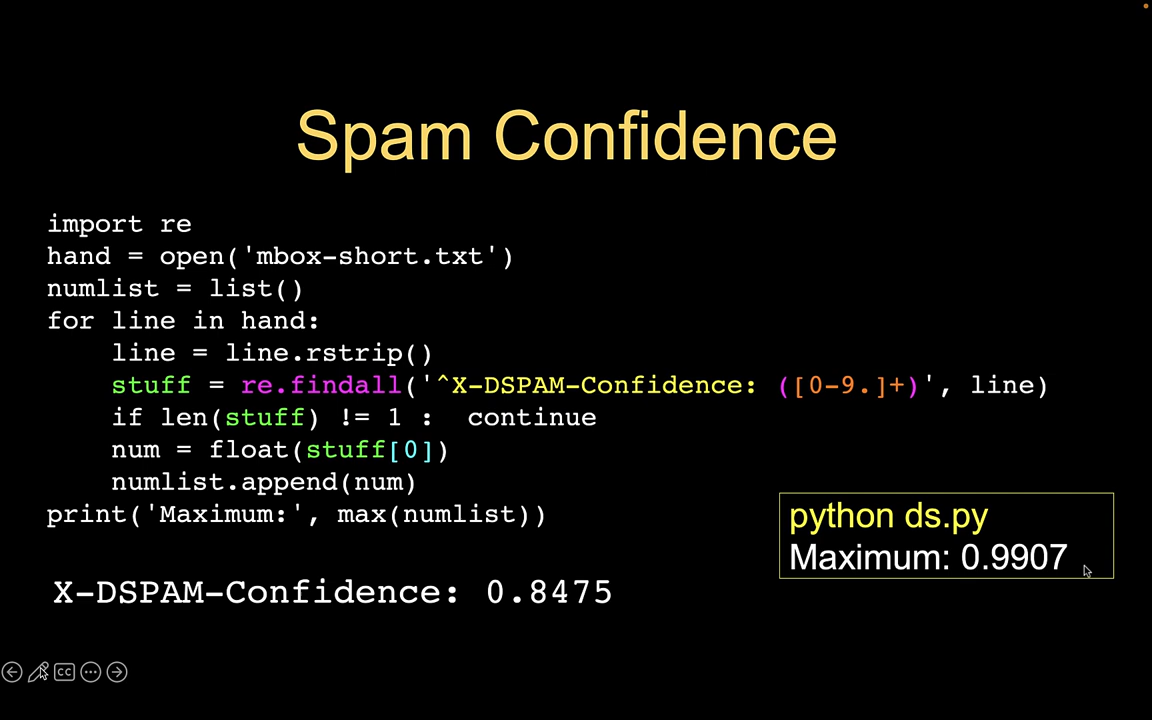 Spam Confidence
import re
hand = open('mbox-short.txt')
numlist = list()
for line in hand:
    line = line.rstrip()
    stuff = re.findall('^X-DSPAM-Confidence: ([0-9.]+)', line)
    if len(stuff) != 1 :  continue
    num = float(stuff[0])
    numlist.append(num)
print('Maximum:', max(numlist))
python ds.py
Maximum: 0.9907
X-DSPAM-Confidence: 0.8475
CC